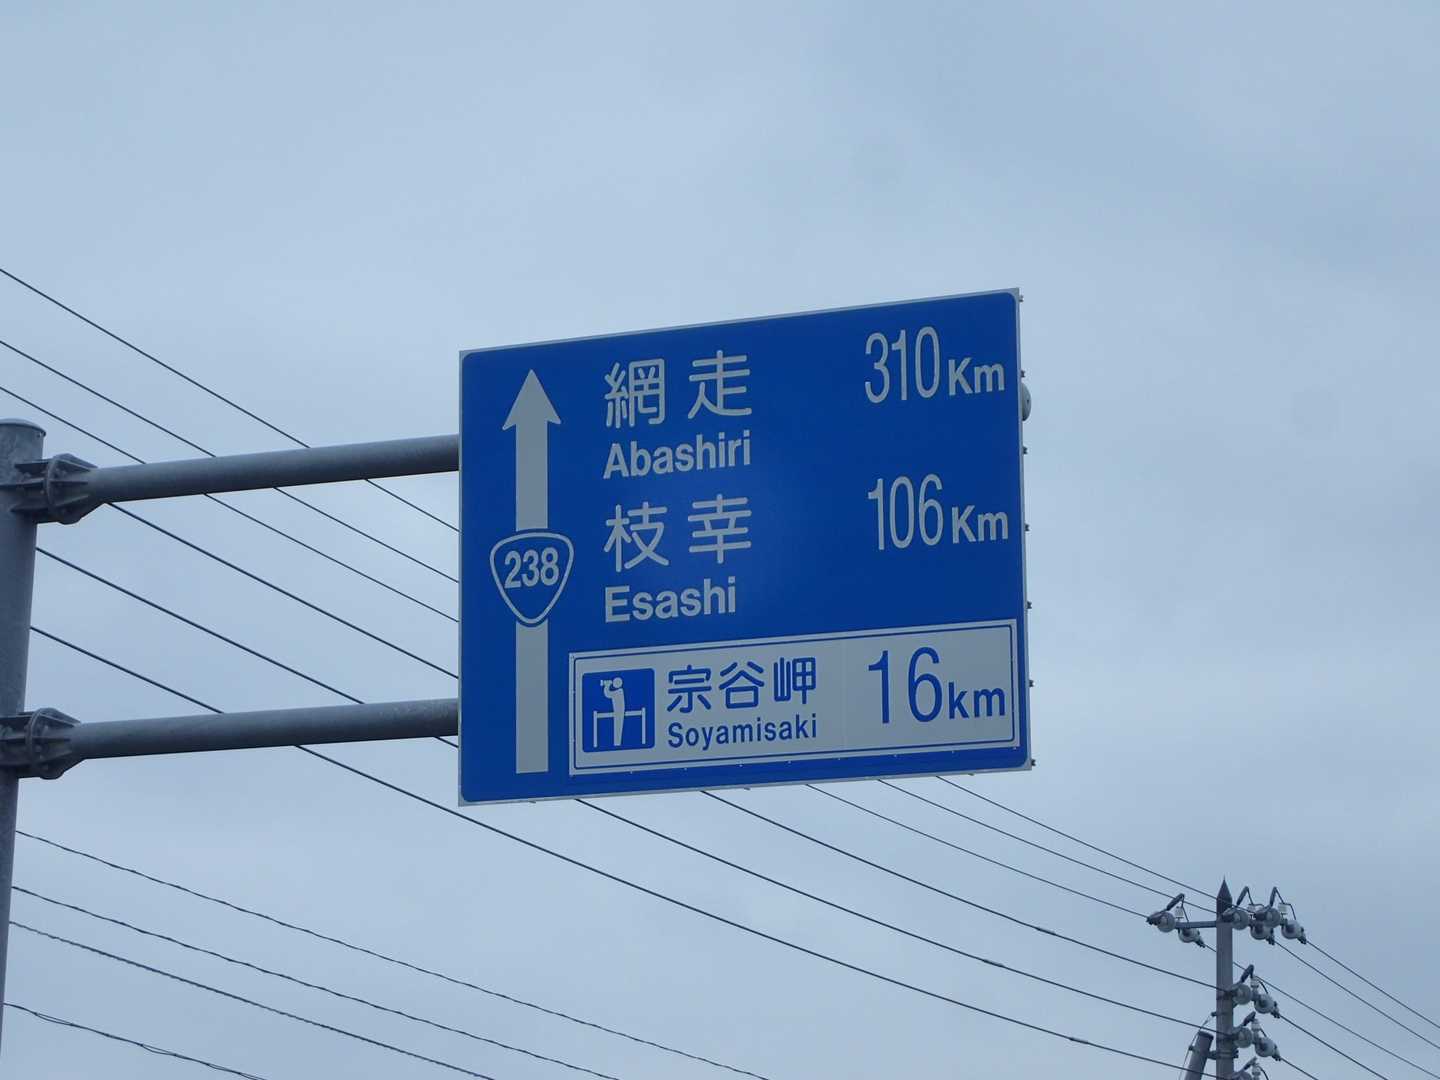 網走 310Km
Abashiri
枝幸 106Km
Esashi
238
宗谷岬 16km
Soyamisaki